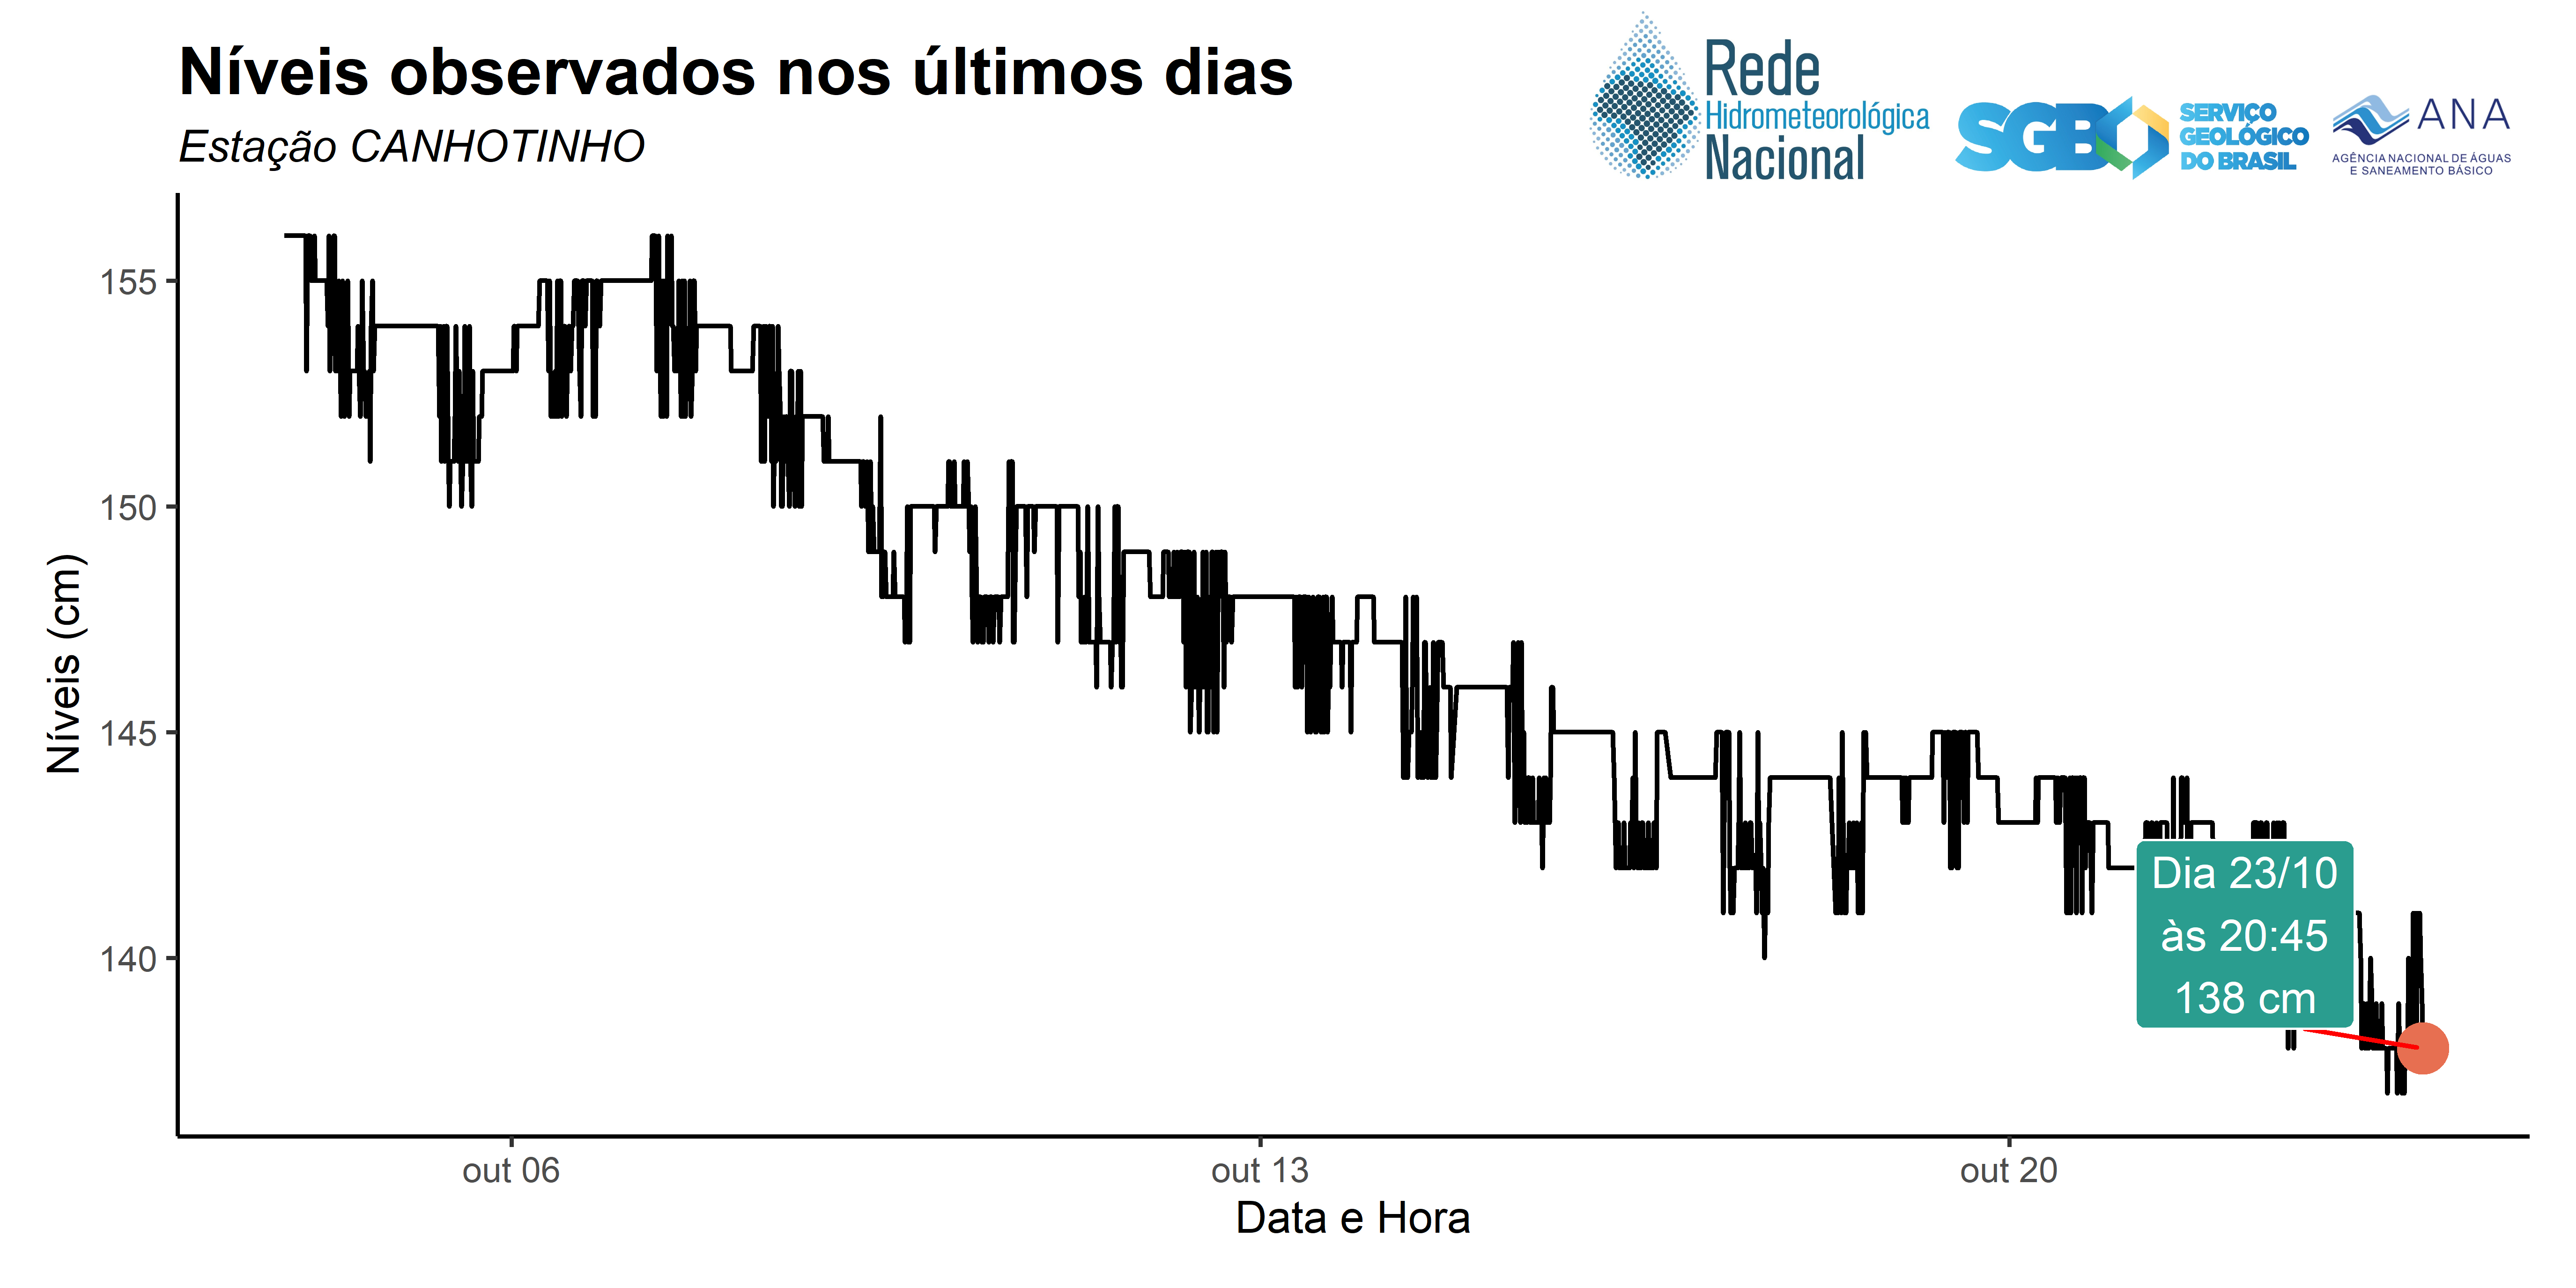 Níveis observados nos últimos dias
Estação CANHOTINHO
Rede
Hidrometeorológica
Nacional
SGB
SERVIÇO
GEOLÓGICO
DO BRASIL
ANA
AGÊNCIA NACIONAL DE ÁGUAS
E SANEAMENTO BÁSICO
Níveis (cm)
155
150
145
140
Dia 23/10
às 20:45
138 cm
out 06
out 13
out 20
Data e Hora